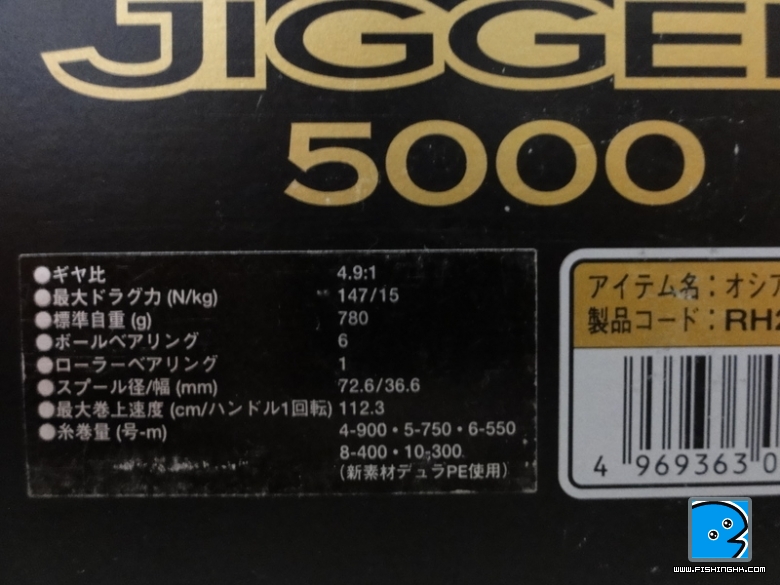 JIGGE
5000
●ギヤ比 4.9:1
●最大ドラグ力 (N/kg) 147/15
●標準自重 (g) 780
●ボールベアリング 6
●ローラーベアリング 1
●スプール径/幅 (mm) 72.6/36.6
●最大巻上速度 (cm/ハンドル1回転) 112.3
●糸巻量 (号-m) 4-900・5-750・6-550
8-400・10-300
(新素材デュラPE使用)
アイテム名：オシア
製品コード：RH
4 969363 0
www.FISHINGHK.com